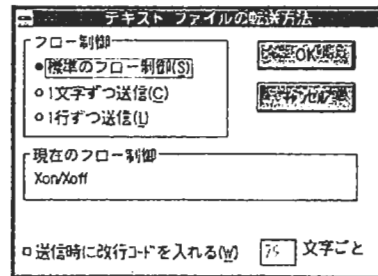 テキスト ファイルの転送方法
フロー制御
標準のフロー制御(S)
1文字ずつ送信(C)
1行ずつ送信(L)
OK
キャンセル
現在のフロー制御
Xon/Xoff
送信時に改行コードを入れる(W) 75 文字ごと